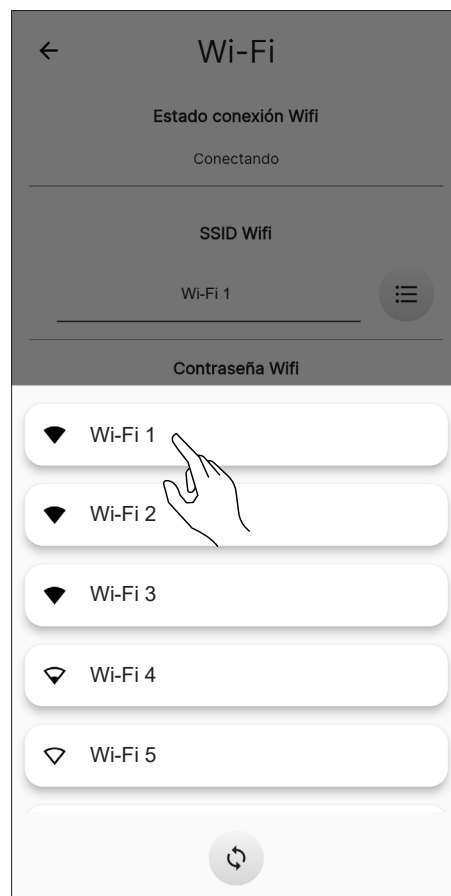 Wi-Fi
Estado conexión Wifi
Conectando
SSID Wifi
Wi-Fi 1
Contraseña Wifi
Wi-Fi 1
Wi-Fi 2
Wi-Fi 3
Wi-Fi 4
Wi-Fi 5